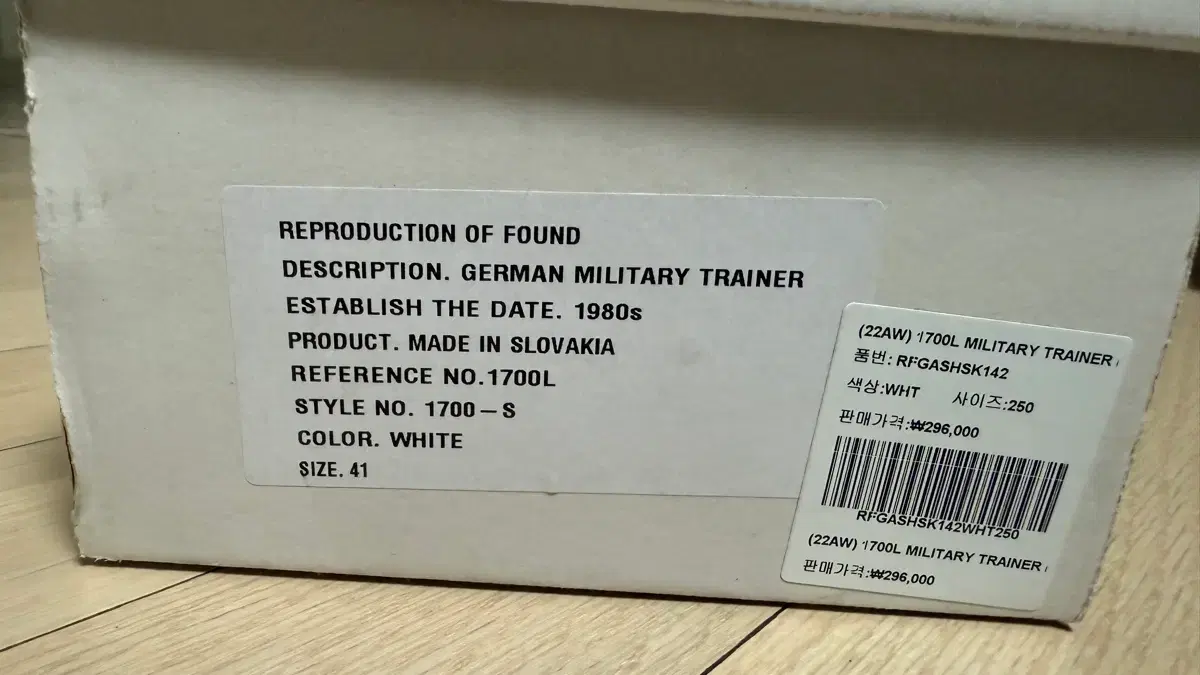 REPRODUCTION OF FOUND
DESCRIPTION. GERMAN MILITARY TRAINER
ESTABLISH THE DATE. 1980s
PRODUCT. MADE IN SLOVAKIA
REFERENCE NO.1700L
STYLE NO. 1700-S
COLOR. WHITE
SIZE. 41
(22AW) 1700L MILITARY TRAINER (
품번: RFGASHSK142
색상:WHT 사이즈:250
판매가격:₩296,000
RFGASHSK142WHT250
(22AW) 1700L MILITARY TRAINER (
판매가격:₩296,000